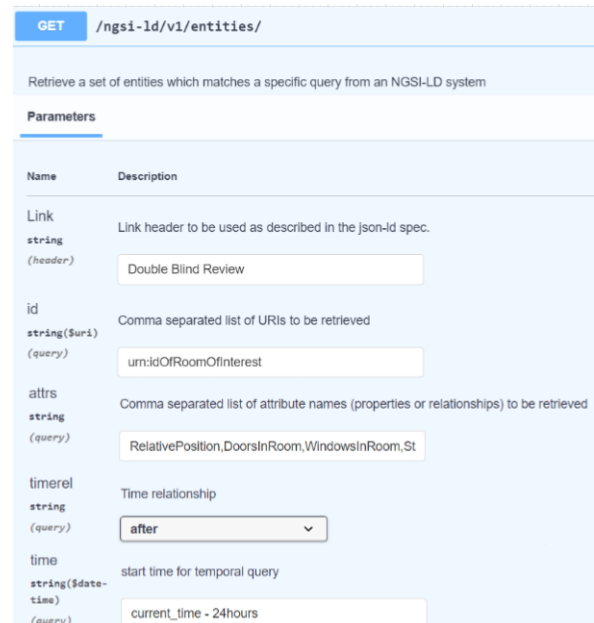 GET /ngsi-ld/v1/entities/
Retrieve a set of entities which matches a specific query from an NGSI-LD system
Parameters
Name Description
Link
string
(header)
Link header to be used as described in the json-ld spec.
Double Blind Review
id
string($uri)
(query)
Comma separated list of URIs to be retrieved
urn:idOfRoomOfInterest
attrs
string
(query)
Comma separated list of attribute names (properties or relationships) to be retrieved
RelativePosition,DoorsInRoom,WindowsInRoom,St
timerel
string
(query)
Time relationship
after
time
string($date-
time)
(query)
start time for temporal query
current_time - 24hours